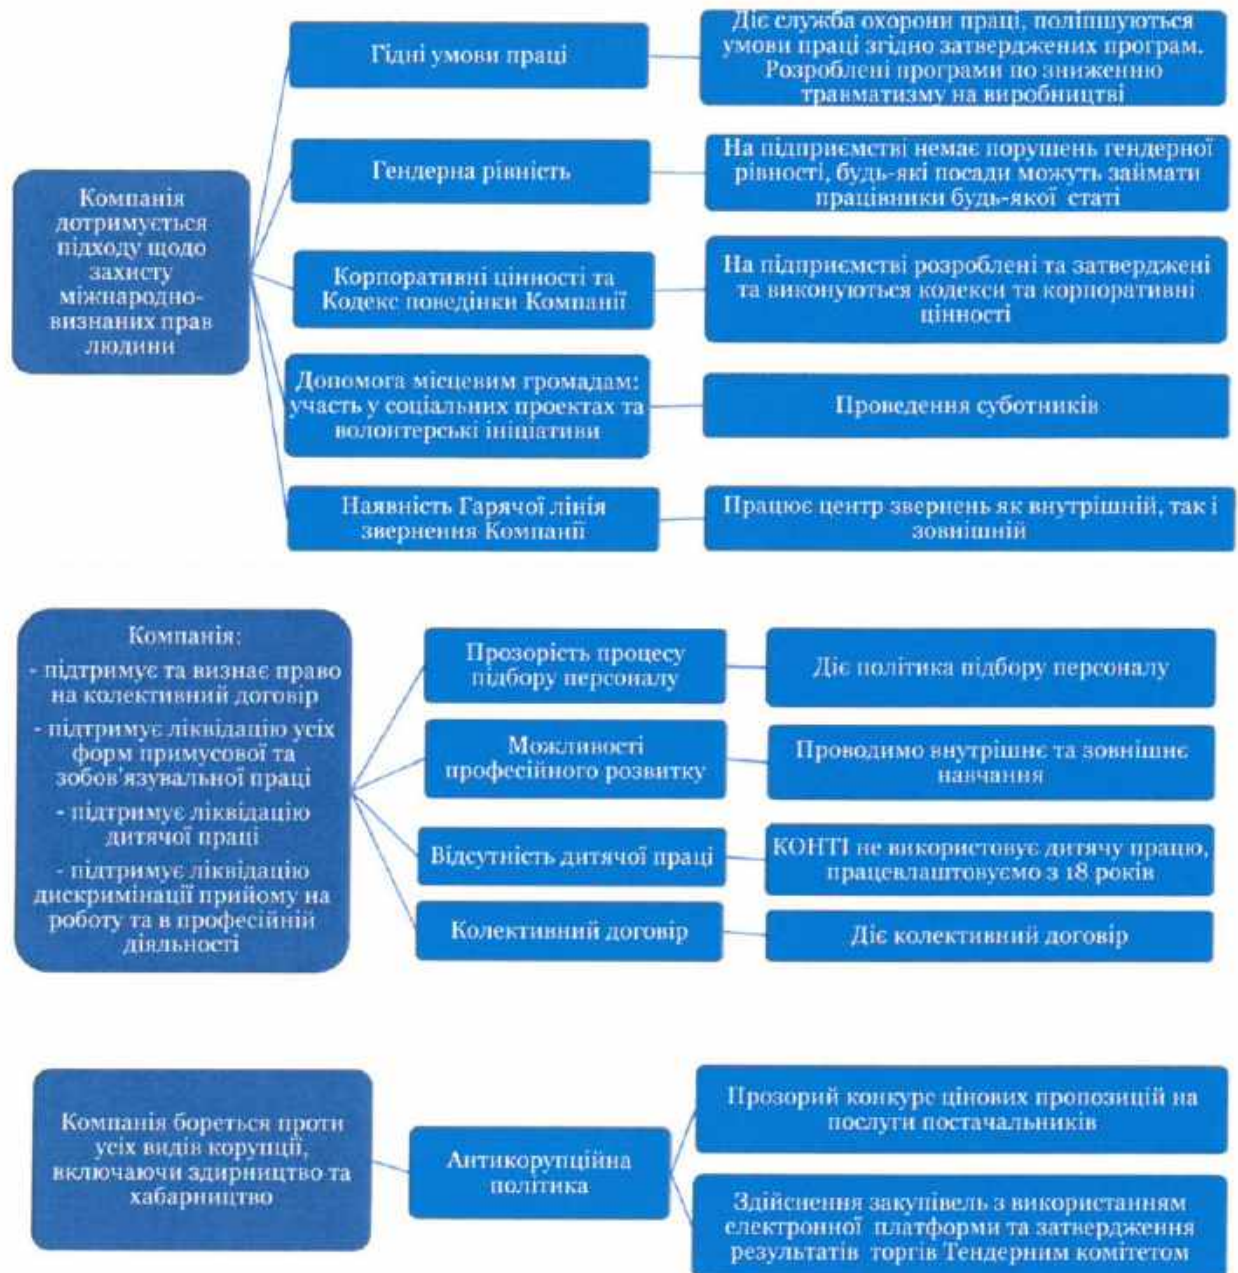 Компанія
дотримується
підходу щодо
захисту
міжнародно-
визнаних прав
людини
Гідні умови праці
Діє служба охорони праці, поліпшуються
умови праці згідно затверджених програм.
Розроблені програми по зниженню
травматизму на виробництві
Гендерна рівність
На підприємстві немає порушень гендерної
рівності, будь-які посади можуть займати
працівники будь-якої статі
Корпоративні цінності та
Кодекс поведінки Компанії
На підприємстві розроблені та затверджені
та виконуються кодекси та корпоративні
цінності
Допомога місцевим громадам:
участь у соціальних проектах та
волонтерські ініціативи
Проведення суботників
Наявність Гарячої лінія
звернення Компанії
Працює центр звернень як внутрішній, так і
зовнішній
Компанія:
- підтримує та визнає право
на колективний договір
- підтримує ліквідацію усіх
форм примусової та
зобов'язувальної праці
- підтримує ліквідацію
дитячої праці
- підтримує ліквідацію
дискримінації прийому на
роботу та в професійній
діяльності
Прозорість процесу
підбору персоналу
Діє політика підбору персоналу
Можливості
професійного розвитку
Проводимо внутрішнє та зовнішнє
навчання
Відсутність дитячої праці
КОНТІ не використовує дитячу працю,
працевлаштовуємо з 18 років
Колективний договір
Діє колективний договір
Компанія бореться проти
усіх видів корупції,
включаючи здирництво та
хабарництво
Антикорупційна
політика
Прозорий конкурс цінових пропозицій на
послуги постачальників
Здійснення закупівель з використанням
електронної платформи та затвердження
результатів торгів Тендерним комітетом